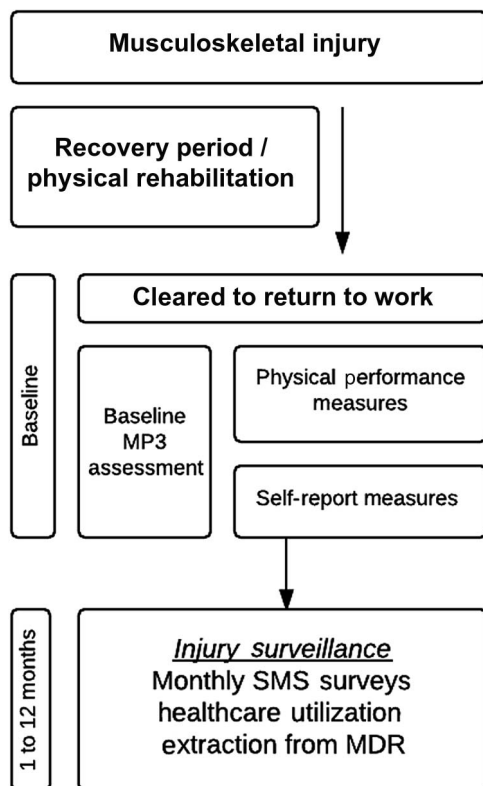 Musculoskeletal injury
Recovery period /
physical rehabilitation
Baseline
Cleared to return to work
Baseline
MP3
assessment
Physical performance
measures
Self-report measures
1 to 12 months
Injury surveillance
Monthly SMS surveys
healthcare utilization
extraction from MDR